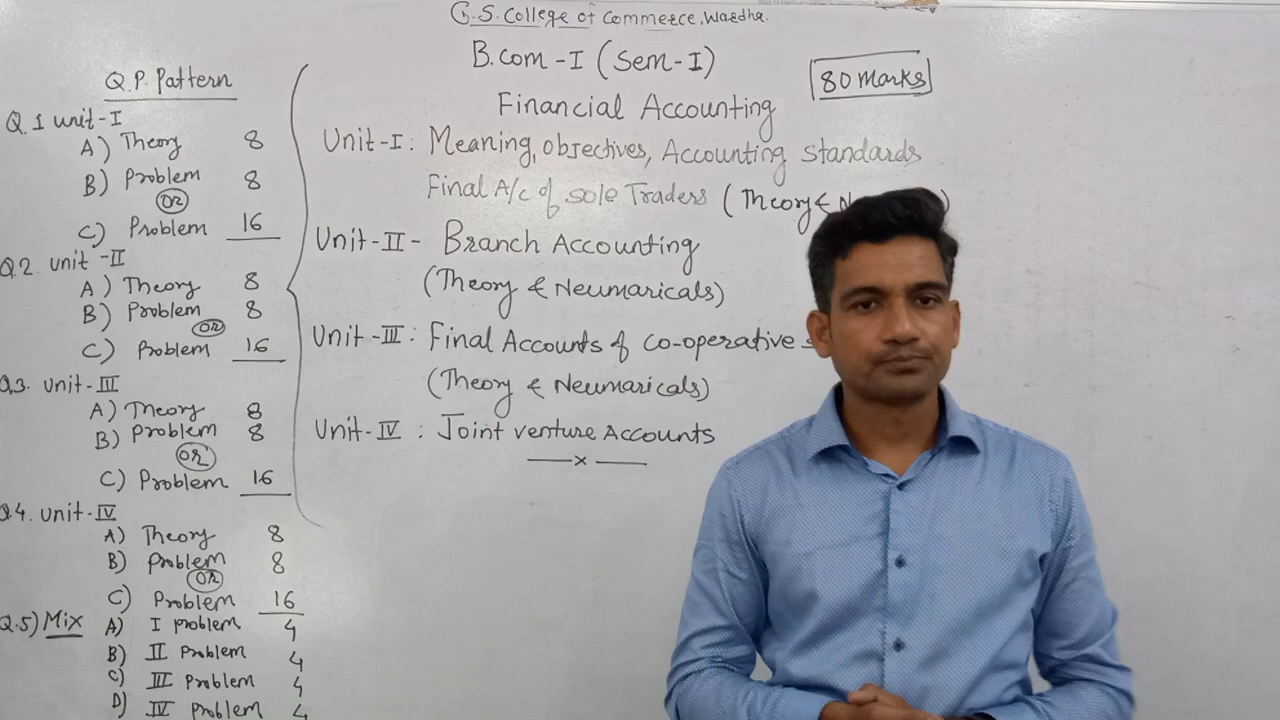 G.S. College of Commerce, Wardha.
B.com -I (Sem-I)
80 Marks
Financial Accounting
Unit-I: Meaning, objectives, Accounting standards
Final A/c of sole Traders (Theory &
Unit-II- Branch Accounting
(Theory & Neumaricals)
Unit-III: Final Accounts of co-operative
(Theory & Neumaricals)
Unit-IV : Joint venture Accounts
x
Q.P. Pattern
Q.1 unit-I
A) Theory 8
B) Problem 8
OR
C) Problem 16
Q.2 unit-II
A) Theory 8
B) Problem 8
OR
C) Problem 16
Q.3. unit-III
A) Theory 8
B) Problem 8
OR
C) Problem 16
Q.4. unit-IV
A) Theory 8
B) Problem 8
OR
C) Problem 16
Q.5) Mix A) I problem 4
B) II Problem 4
C) III Problem 4
D) IV Problem 4